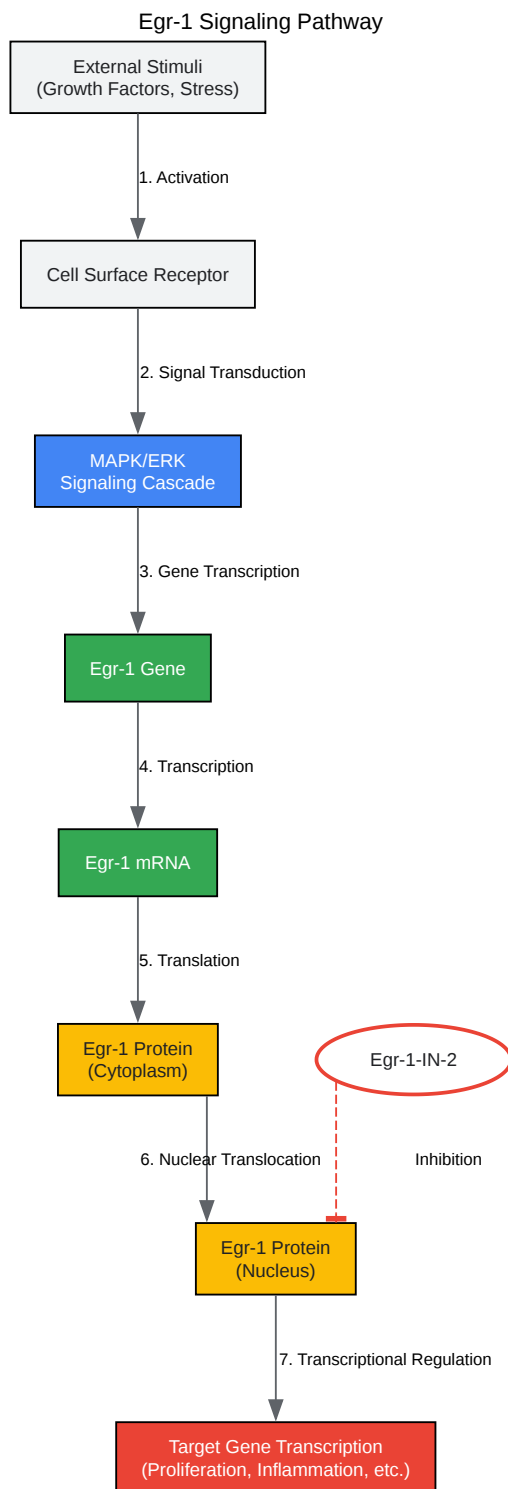 Egr-1 Signaling Pathway
External Stimuli
(Growth Factors, Stress)
1. Activation
Cell Surface Receptor
2. Signal Transduction
MAPK/ERK
Signaling Cascade
3. Gene Transcription
Egr-1 Gene
4. Transcription
Egr-1 mRNA
5. Translation
Egr-1 Protein
(Cytoplasm)
Egr-1-IN-2
6. Nuclear Translocation
Inhibition
Egr-1 Protein
(Nucleus)
7. Transcriptional Regulation
Target Gene Transcription
(Proliferation, Inflammation, etc.)